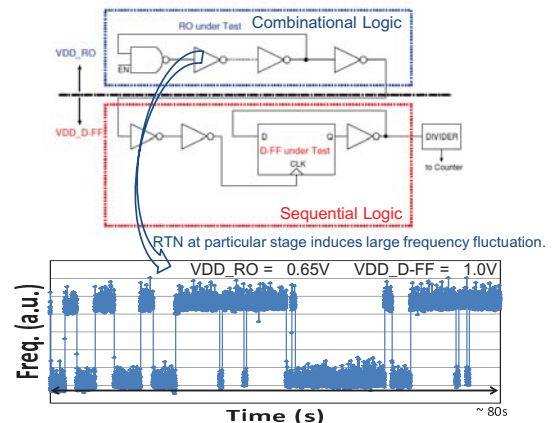 Combinational Logic
RO under Test
VDD_RO
EN
VDD_D-FF
D
Q
D-FF under Test
CLK
DIVIDER
to Counter
Sequential Logic
RTN at particular stage induces large frequency fluctuation.
VDD_RO = 0.65V VDD_D-FF = 1.0V
Freq. (a.u.)
Time (s)
~ 80s